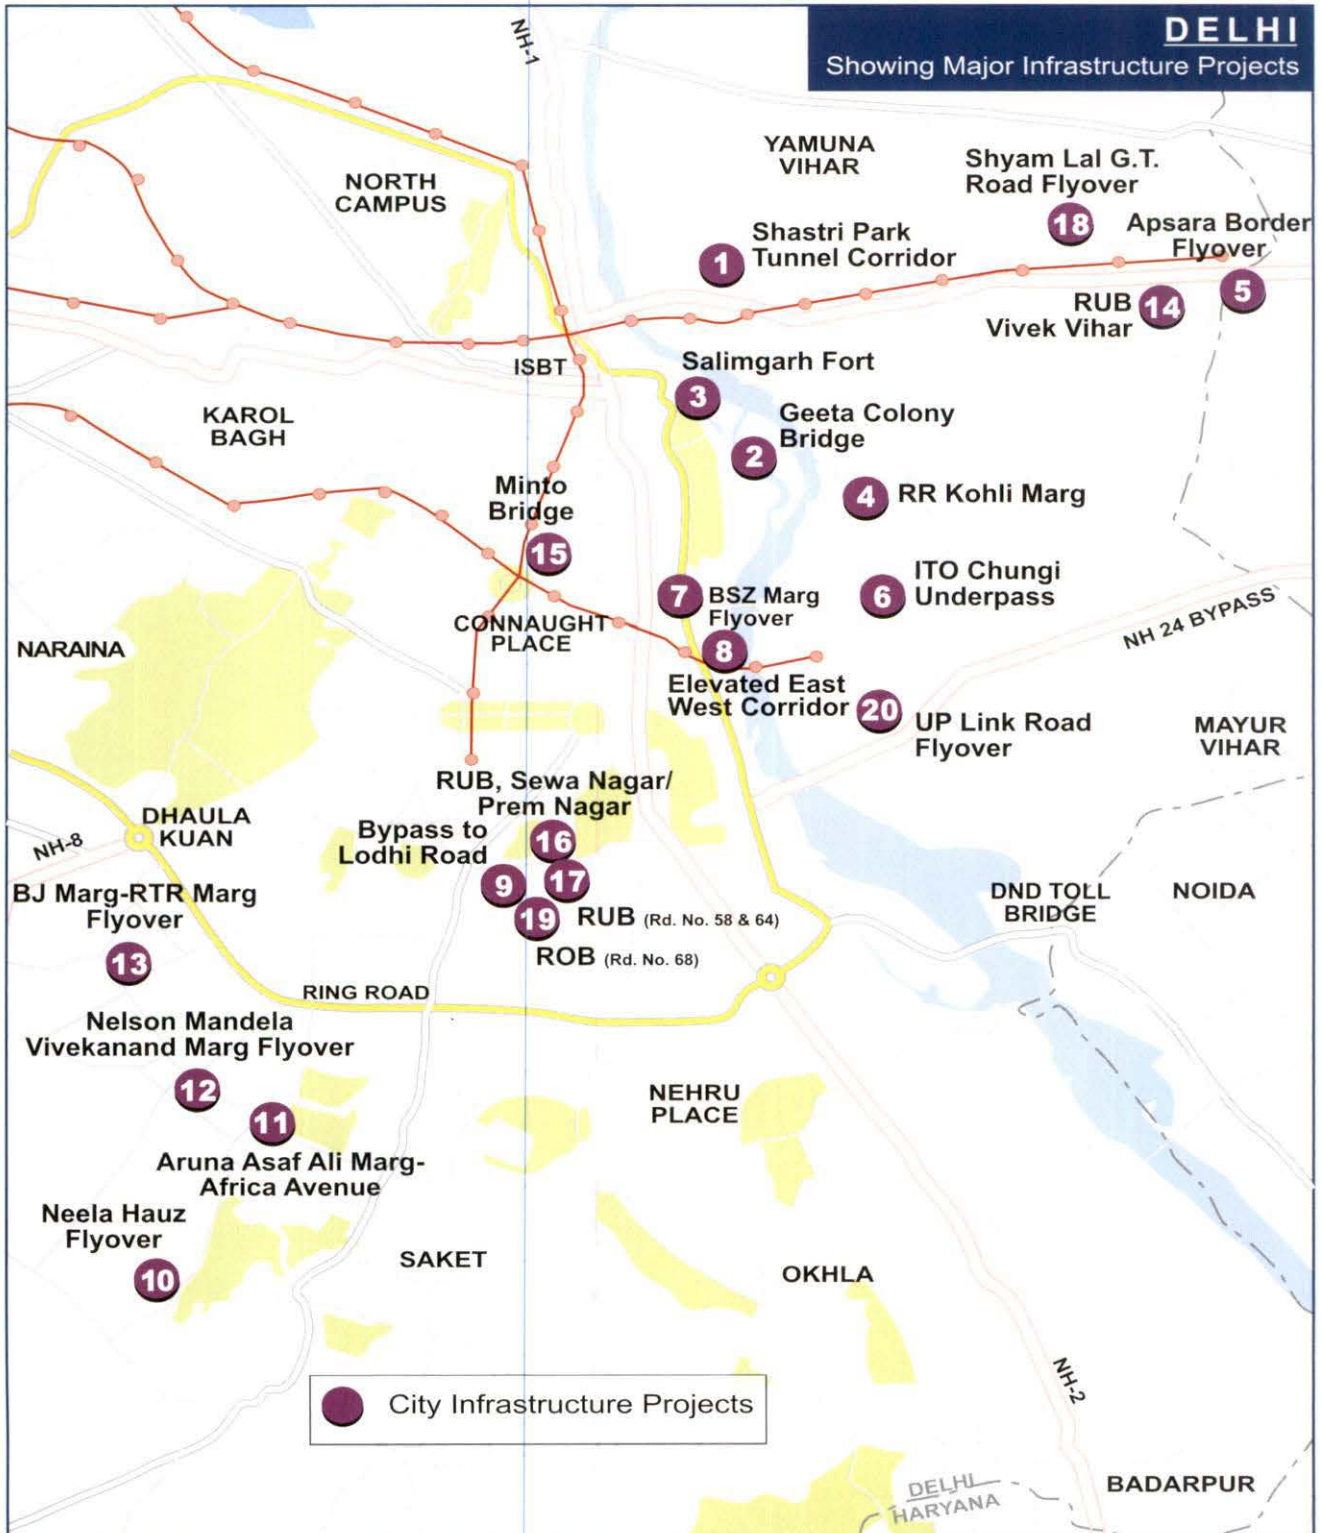 DELHI
Showing Major Infrastructure Projects
NH-1
YAMUNA
VIHAR
Shyam Lal G.T.
Road Flyover
18
NORTH
CAMPUS
Shastri Park
Tunnel Corridor
1
Apsara Border
Flyover
5
RUB
Vivek Vihar
14
ISBT
Salimgarh Fort
3
KAROL
BAGH
Geeta Colony
Bridge
2
Minto
Bridge
15
4
RR Kohli Marg
7
BSZ Marg
Flyover
6
ITO Chungi
Underpass
NH 24 BYPASS
NARAINA
CONNAUGHT
PLACE
8
Elevated East
West Corridor
20
UP Link Road
Flyover
MAYUR
VIHAR
RUB, Sewa Nagar/
Prem Nagar
16
DHAULA
KUAN
NH-8
Bypass to
Lodhi Road
9
17
19
RUB (Rd. No. 58 & 64)
ROB (Rd. No. 68)
BJ Marg-RTR Marg
Flyover
13
DND TOLL
BRIDGE
NOIDA
RING ROAD
Nelson Mandela
Vivekanand Marg Flyover
12
11
Aruna Asaf Ali Marg-
Africa Avenue
NEHRU
PLACE
Neela Hauz
Flyover
10
SAKET
OKHLA
NH-2
City Infrastructure Projects
DELHI
HARYANA
BADARPUR